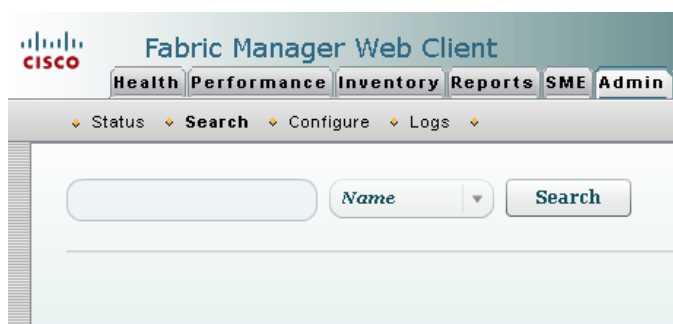 CISCO
Fabric Manager Web Client
Health Performance Inventory Reports SME Admin
Status Search Configure Logs
Name Search